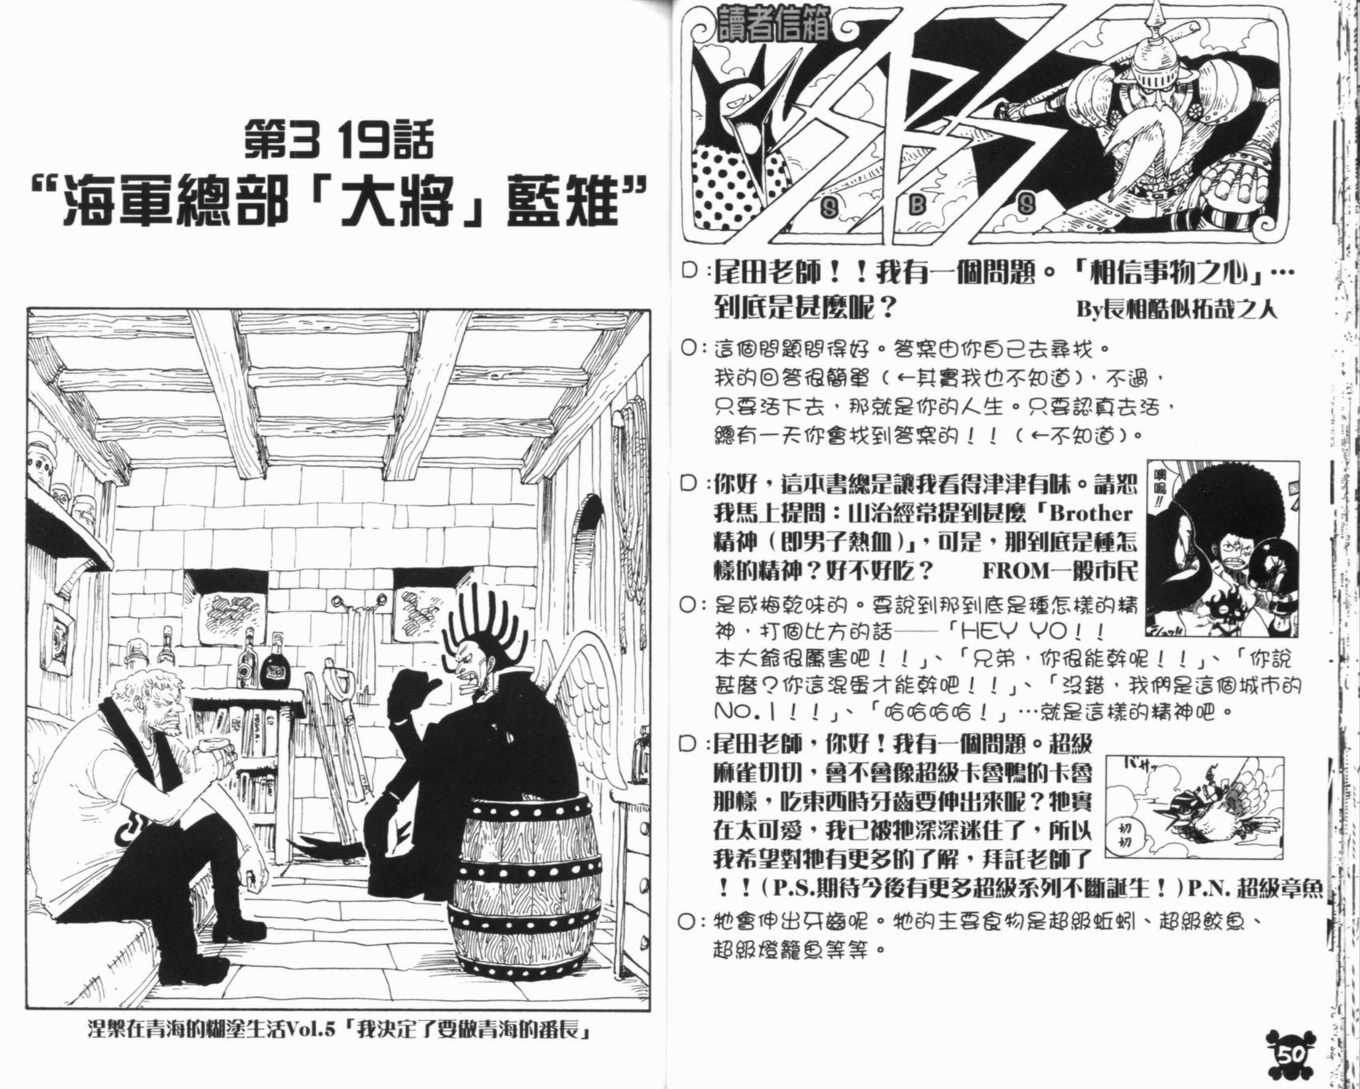 第319話
“海軍總部「大將」藍雉”
涅槃在青海的糊塗生活Vol.5「我決定了要做青海的番長」
讀者信箱
SBS
S B S
D：尾田老師！！我有一個問題。「相信事物之心」…
到底是甚麼呢？ By長相酷似拓哉之人
O：這個問題問得好。答案由你自己去尋找。
我的回答很簡單（←其實我也不知道），不過，
只要活下去，那就是你的人生。只要認真去活，
總有一天你會找到答案的！！（←不知道）。
D：你好，這本書總是讓我看得津津有味。請恕
我馬上提問：山治經常提到甚麼「Brother
精神（即男子熱血）」，可是，那到底是種怎
樣的精神？好不好吃？ FROM一般市民
O：是咸梅乾味的。要說到那到底是種怎樣的精
神，打個比方的話——「HEY YO！！
本大爺很厲害吧！！」、「兄弟，你很能幹呢！！」、「你說
甚麼？你這混蛋才能幹吧！！」、「沒錯，我們是這個城市的
No.1！！」、「哈哈哈哈！」…就是這樣的精神吧。
D：尾田老師，你好！我有一個問題。超級
麻雀切切，會不會像超級卡魯鴨的卡魯
那樣，吃東西時牙齒要伸出來呢？牠實
在太可愛，我已被牠深深迷住了，所以
我希望對牠有更多的了解，拜託老師了
！！（P.S.期待今後有更多超級系列不斷誕生！）P.N. 超級章魚
バサッ
切切
O：牠會伸出牙齒呢。牠的主要食物是超級蚯蚓、超級鮫魚、
超級燈籠魚等等。
50